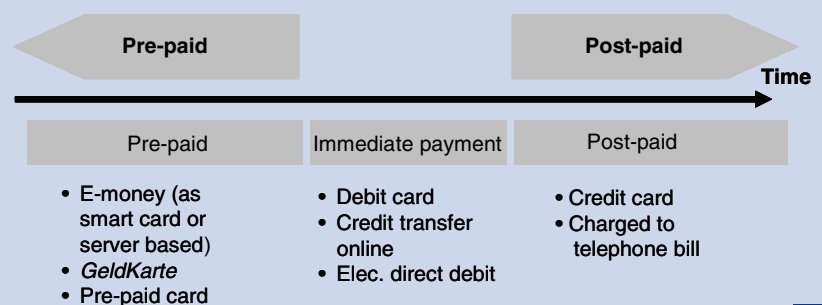 Pre-paid
Post-paid
Time
Pre-paid
Immediate payment
Post-paid
• E-money (as
smart card or
server based)
• GeldKarte
• Pre-paid card
• Debit card
• Credit transfer
online
• Elec. direct debit
• Credit card
• Charged to
telephone bill